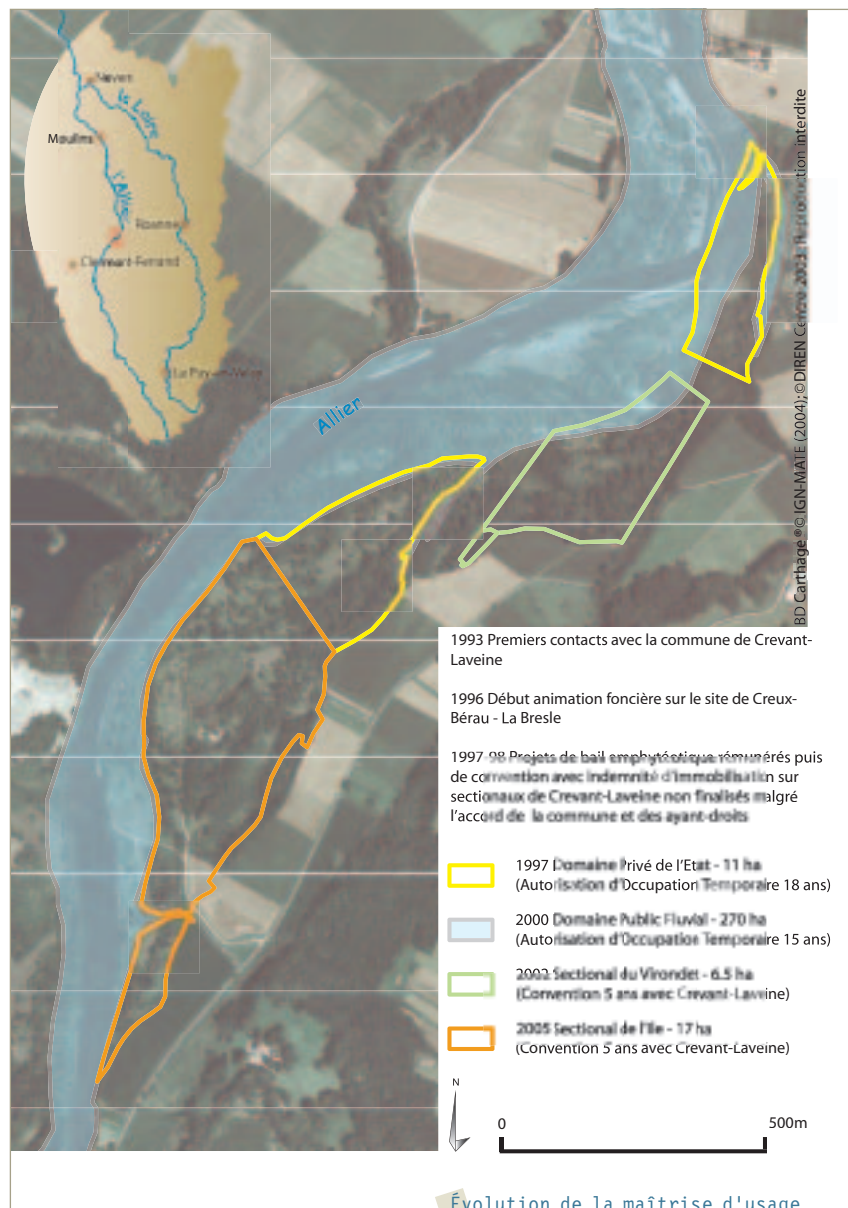 Nevers
la Loire
Moulins
l'Allier
Roanne
Clermont-Ferrand
Le Puy-en-Velay
Allier
BD Carthage ® © IGN-MATE (2004); ©DIREN Centre 2003. Reproduction interdite
1993 Premiers contacts avec la commune de Crevant-
Laveine
1996 Début animation foncière sur le site de Creux-
Bérau - La Bresle
1997-98 Projets de bail emphytéotique rémunérés puis
de convention avec indemnité d'immobilisation sur
sectionaux de Crevant-Laveine non finalisés malgré
l'accord de la commune et des ayant-droits
1997 Domaine Privé de l'Etat - 11 ha
(Autorisation d'Occupation Temporaire 18 ans)
2000 Domaine Public Fluvial - 270 ha
(Autorisation d'Occupation Temporaire 15 ans)
2002 Sectional du Virondet - 6.5 ha
(Convention 5 ans avec Crevant-Laveine)
2005 Sectional de l'Ile - 17 ha
(Convention 5 ans avec Crevant-Laveine)
N
0 500m
Évolution de la maîtrise d'usage